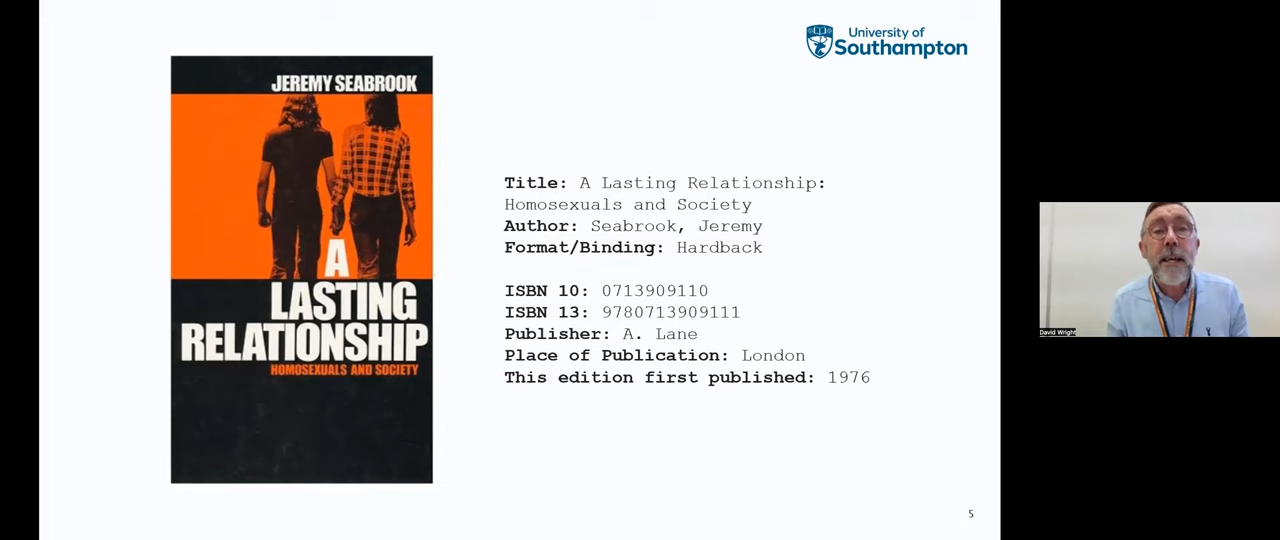 University of
Southampton
JEREMY SEABROOK
A
LASTING
RELATIONSHIP
HOMOSEXUALS AND SOCIETY
Title: A Lasting Relationship:
Homosexuals and Society
Author: Seabrook, Jeremy
Format/Binding: Hardback
ISBN 10: 0713909110
ISBN 13: 9780713909111
Publisher: A. Lane
Place of Publication: London
This edition first published: 1976
5
David Wright